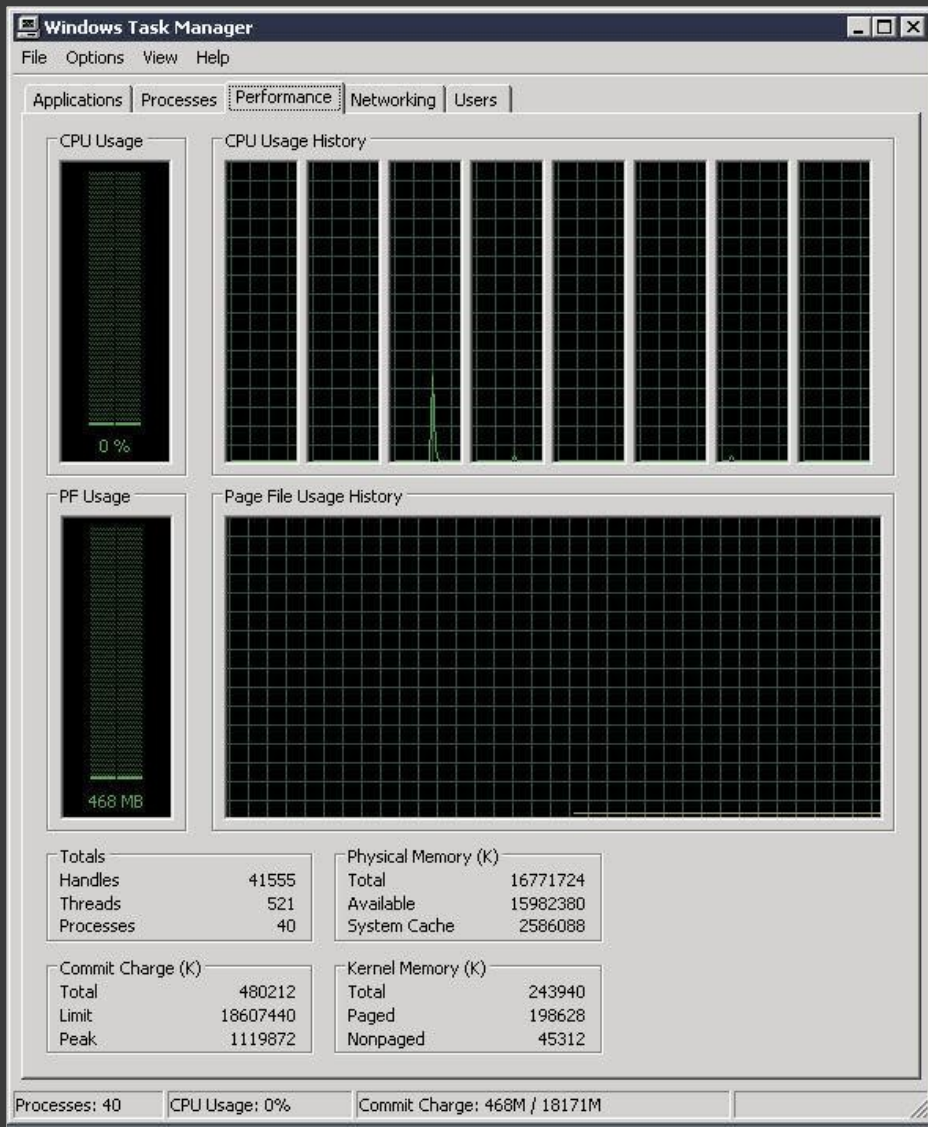 Windows Task Manager
File Options View Help
Applications Processes Performance Networking Users
CPU Usage
CPU Usage History
0 %
PF Usage
Page File Usage History
468 MB
Totals
Handles 41555
Threads 521
Processes 40
Physical Memory (K)
Total 16771724
Available 15982380
System Cache 2586088
Commit Charge (K)
Total 480212
Limit 18607440
Peak 1119872
Kernel Memory (K)
Total 243940
Paged 198628
Nonpaged 45312
Processes: 40 CPU Usage: 0% Commit Charge: 468M / 18171M